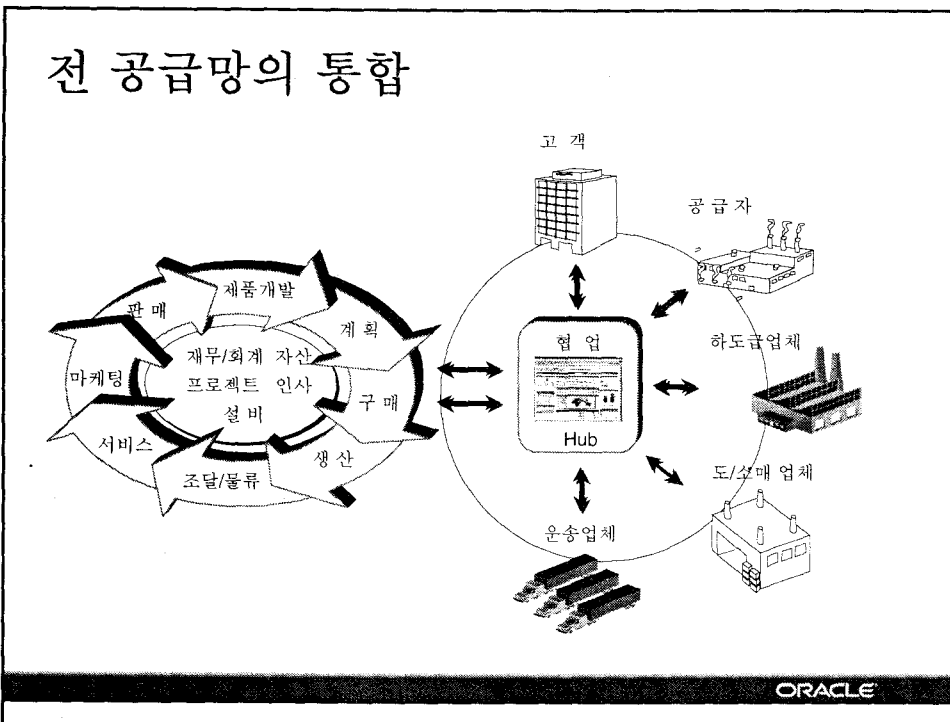 전 공급망의 통합
고 객
공 급 자
하도급업체
도/소매 업체
운송업체
협 업
Hub
제품개발
계획
구매
생산
조달/물류
서비스
마케팅
판매
재무/회계 자산
프로젝트 인사
설비
ORACLE